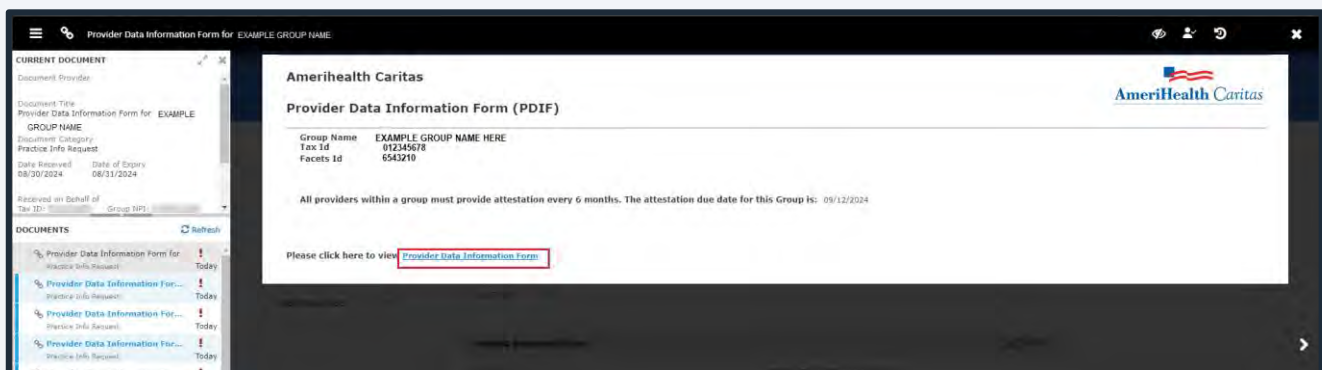 Provider Data Information Form for EXAMPLE GROUP NAME
CURRENT DOCUMENT
Document Provider
Document Title
Provider Data Information Form for EXAMPLE
GROUP NAME
Document Category
Practice Info Request
Date Received Date of Expiry
08/30/2024 08/31/2024
Received on Behalf of
Tax ID: Group NPI:
DOCUMENTS Refresh
Provider Data Information Form for !
Practice Info Request Today
Provider Data Information For... !
Practice Info Request Today
Provider Data Information For... !
Practice Info Request Today
Provider Data Information For... !
Practice Info Request Today
Amerihealth Caritas
AmeriHealth Caritas
Provider Data Information Form (PDIF)
Group Name EXAMPLE GROUP NAME HERE
Tax Id 012345678
Facets Id 6543210
All providers within a group must provide attestation every 6 months. The attestation due date for this Group is: 09/12/2024
Please click here to view Provider Data Information Form